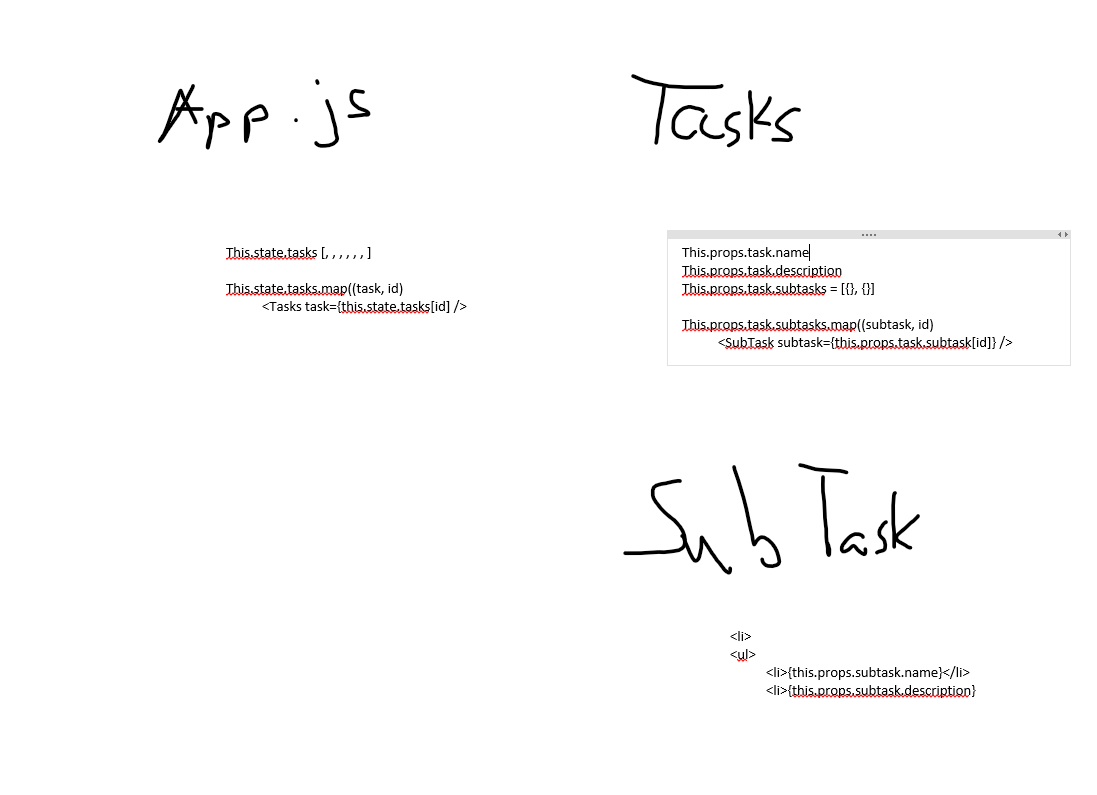 App.js
This.state.tasks [, , , , , , ]
This.state.tasks.map((task, id)
<Tasks task={this.state.tasks[id] />
Tasks
This.props.task.name
This.props.task.description
This.props.task.subtasks = [{}, {}]
This.props.task.subtasks.map((subtask, id)
<SubTask subtask={this.props.task.subtask[id]} />
SubTask
<li>
<ul>
<li>{this.props.subtask.name}</li>
<li>{this.props.subtask.description}